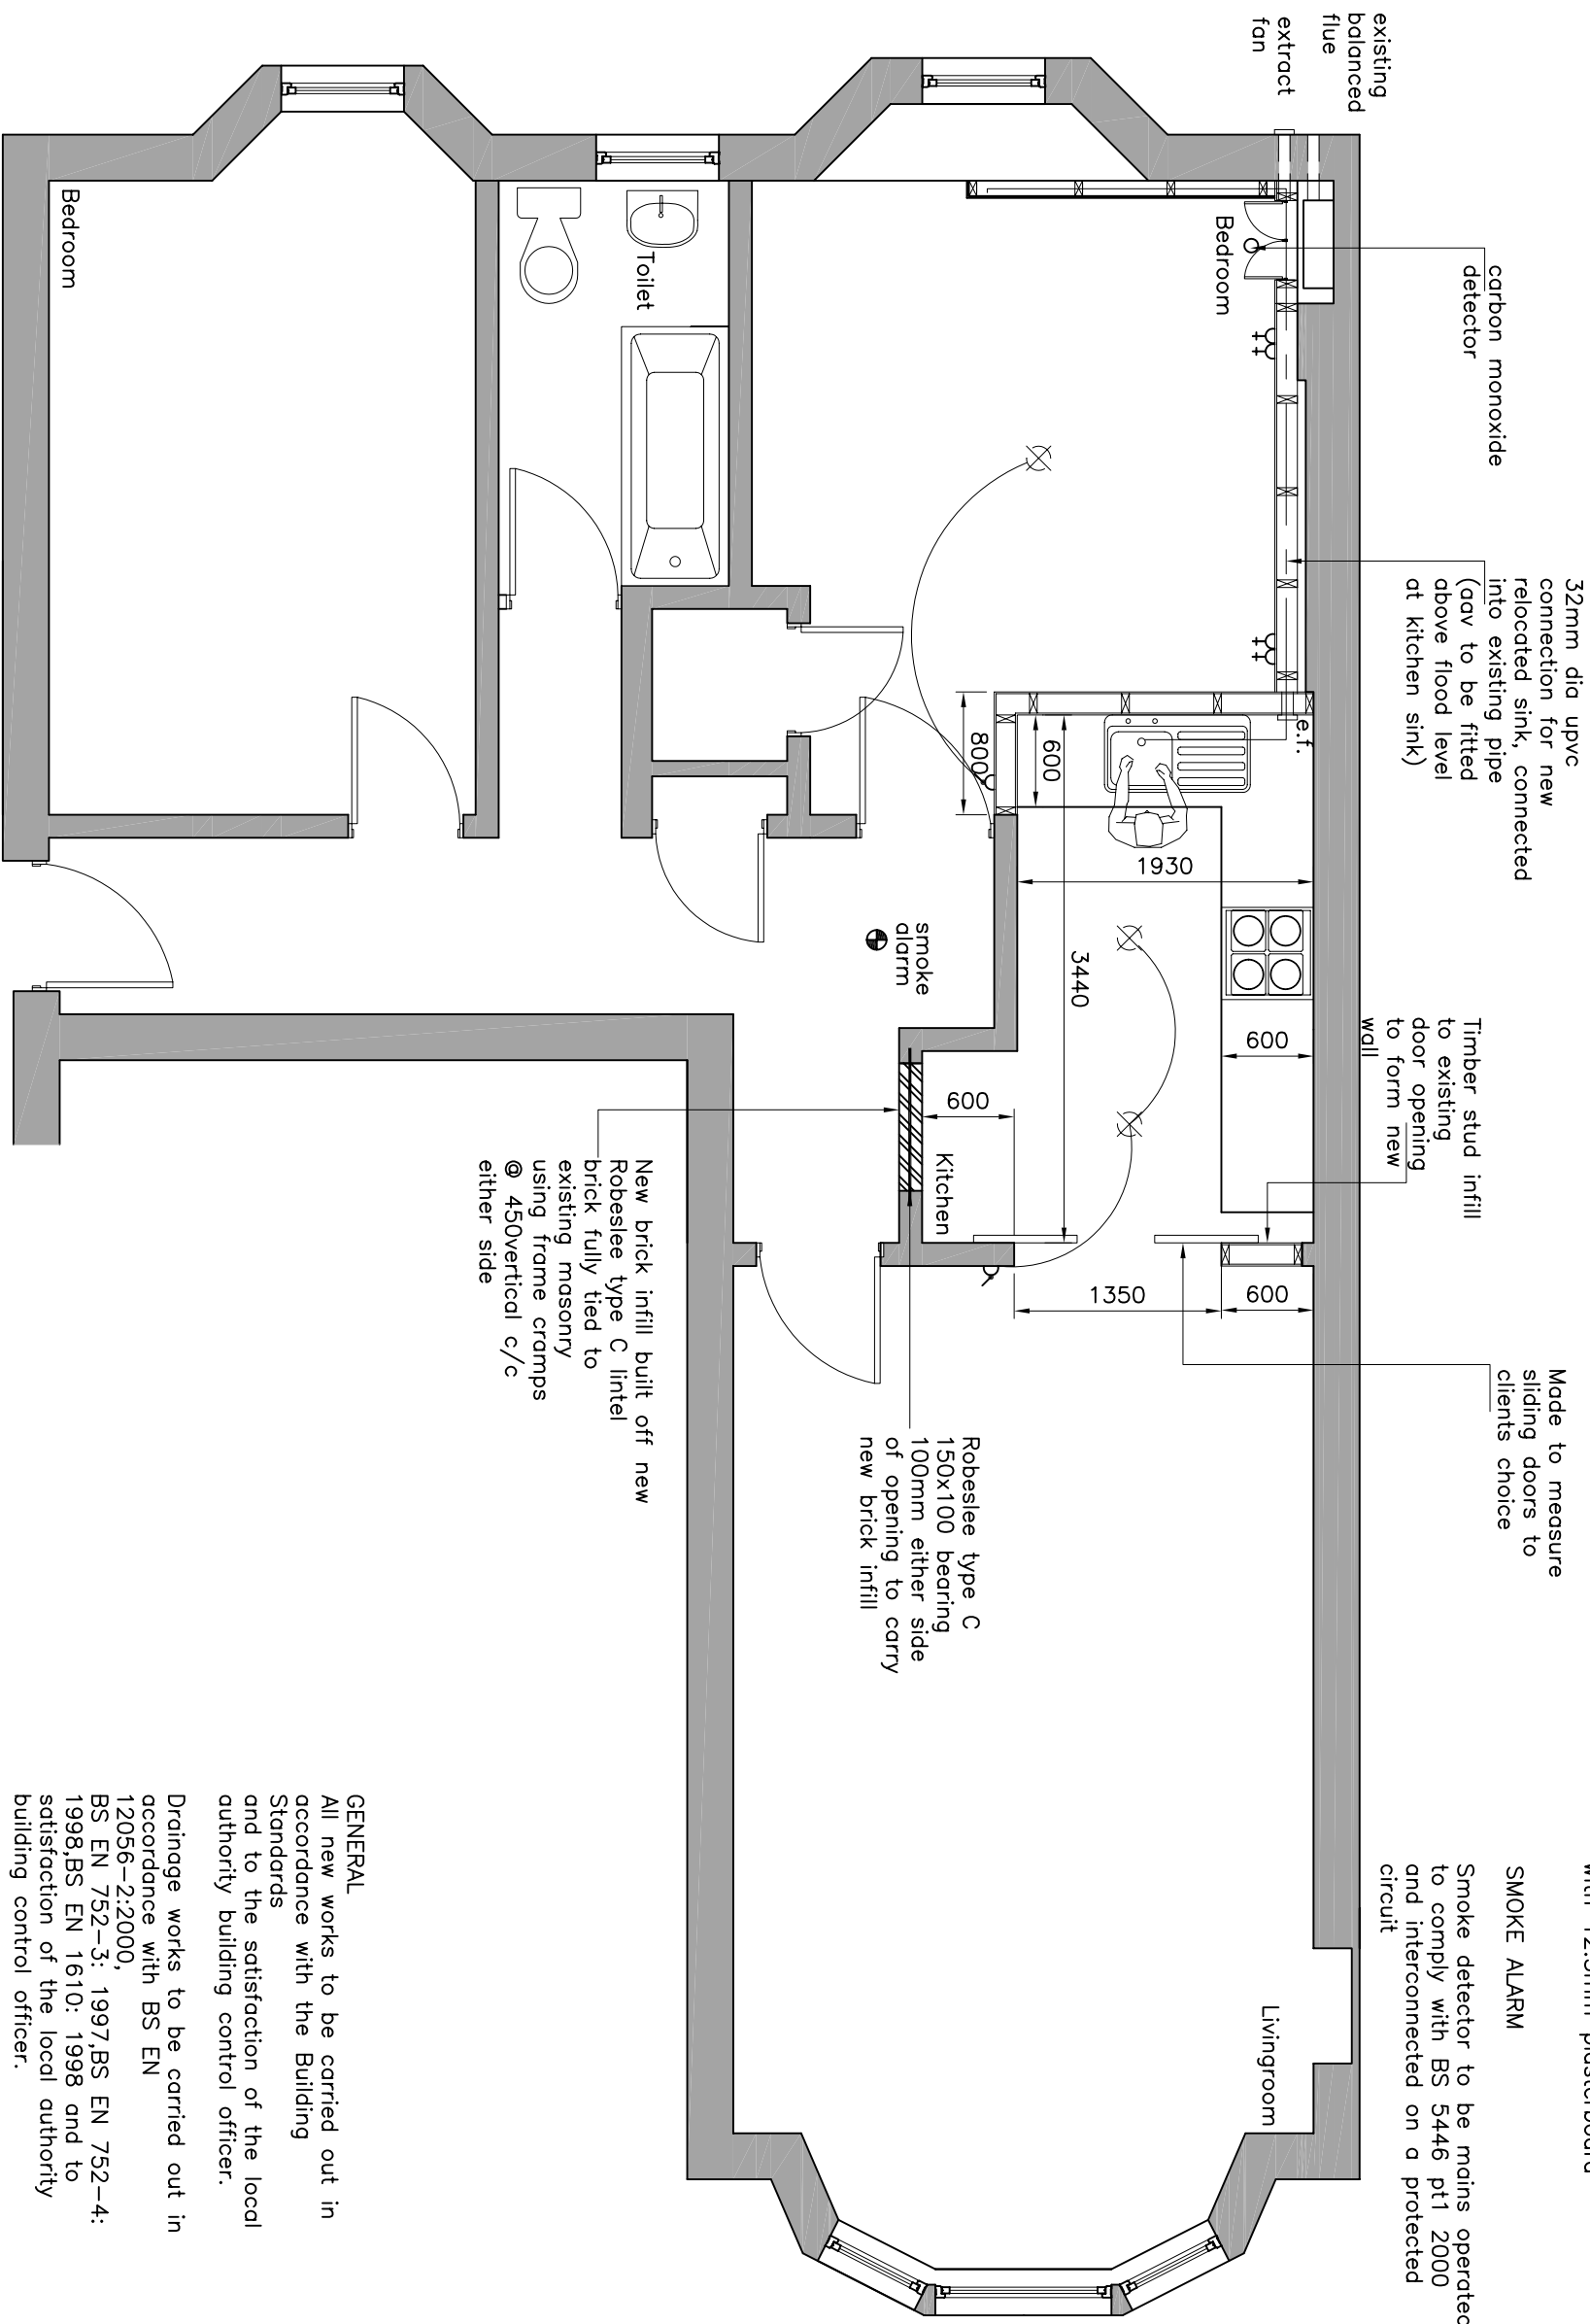 existing
balanced
flue
extract
fan
carbon monoxide
detector
32mm dia upvc
connection for new
relocated sink, connected
into existing pipe
(aav to be fitted
above flood level
at kitchen sink)
Timber stud infill
to existing
door opening
to form new
wall
Made to measure
sliding doors to
clients choice
with 12.5mm plasterboard
SMOKE ALARM
Smoke detector to be mains operated
to comply with BS 5446 pt1 2000
and interconnected on a protected
circuit
Bedroom
e.f.
600
800
3440
1930
600
600
Kitchen
1350
600
Livingroom
Toilet
smoke
alarm
Robeslee type C
150x100 bearing
100mm either side
of opening to carry
new brick infill
New brick infill built off new
Robeslee type C lintel
brick fully tied to
existing masonry
using frame cramps
@ 450vertical c/c
either side
Bedroom
GENERAL
All new works to be carried out in
accordance with the Building
Standards
and to the satisfaction of the local
authority building control officer.
Drainage works to be carried out in
accordance with BS EN
12056-2:2000,
BS EN 752-3: 1997,BS EN 752-4:
1998,BS EN 1610: 1998 and to
satisfaction of the local authority
building control officer.